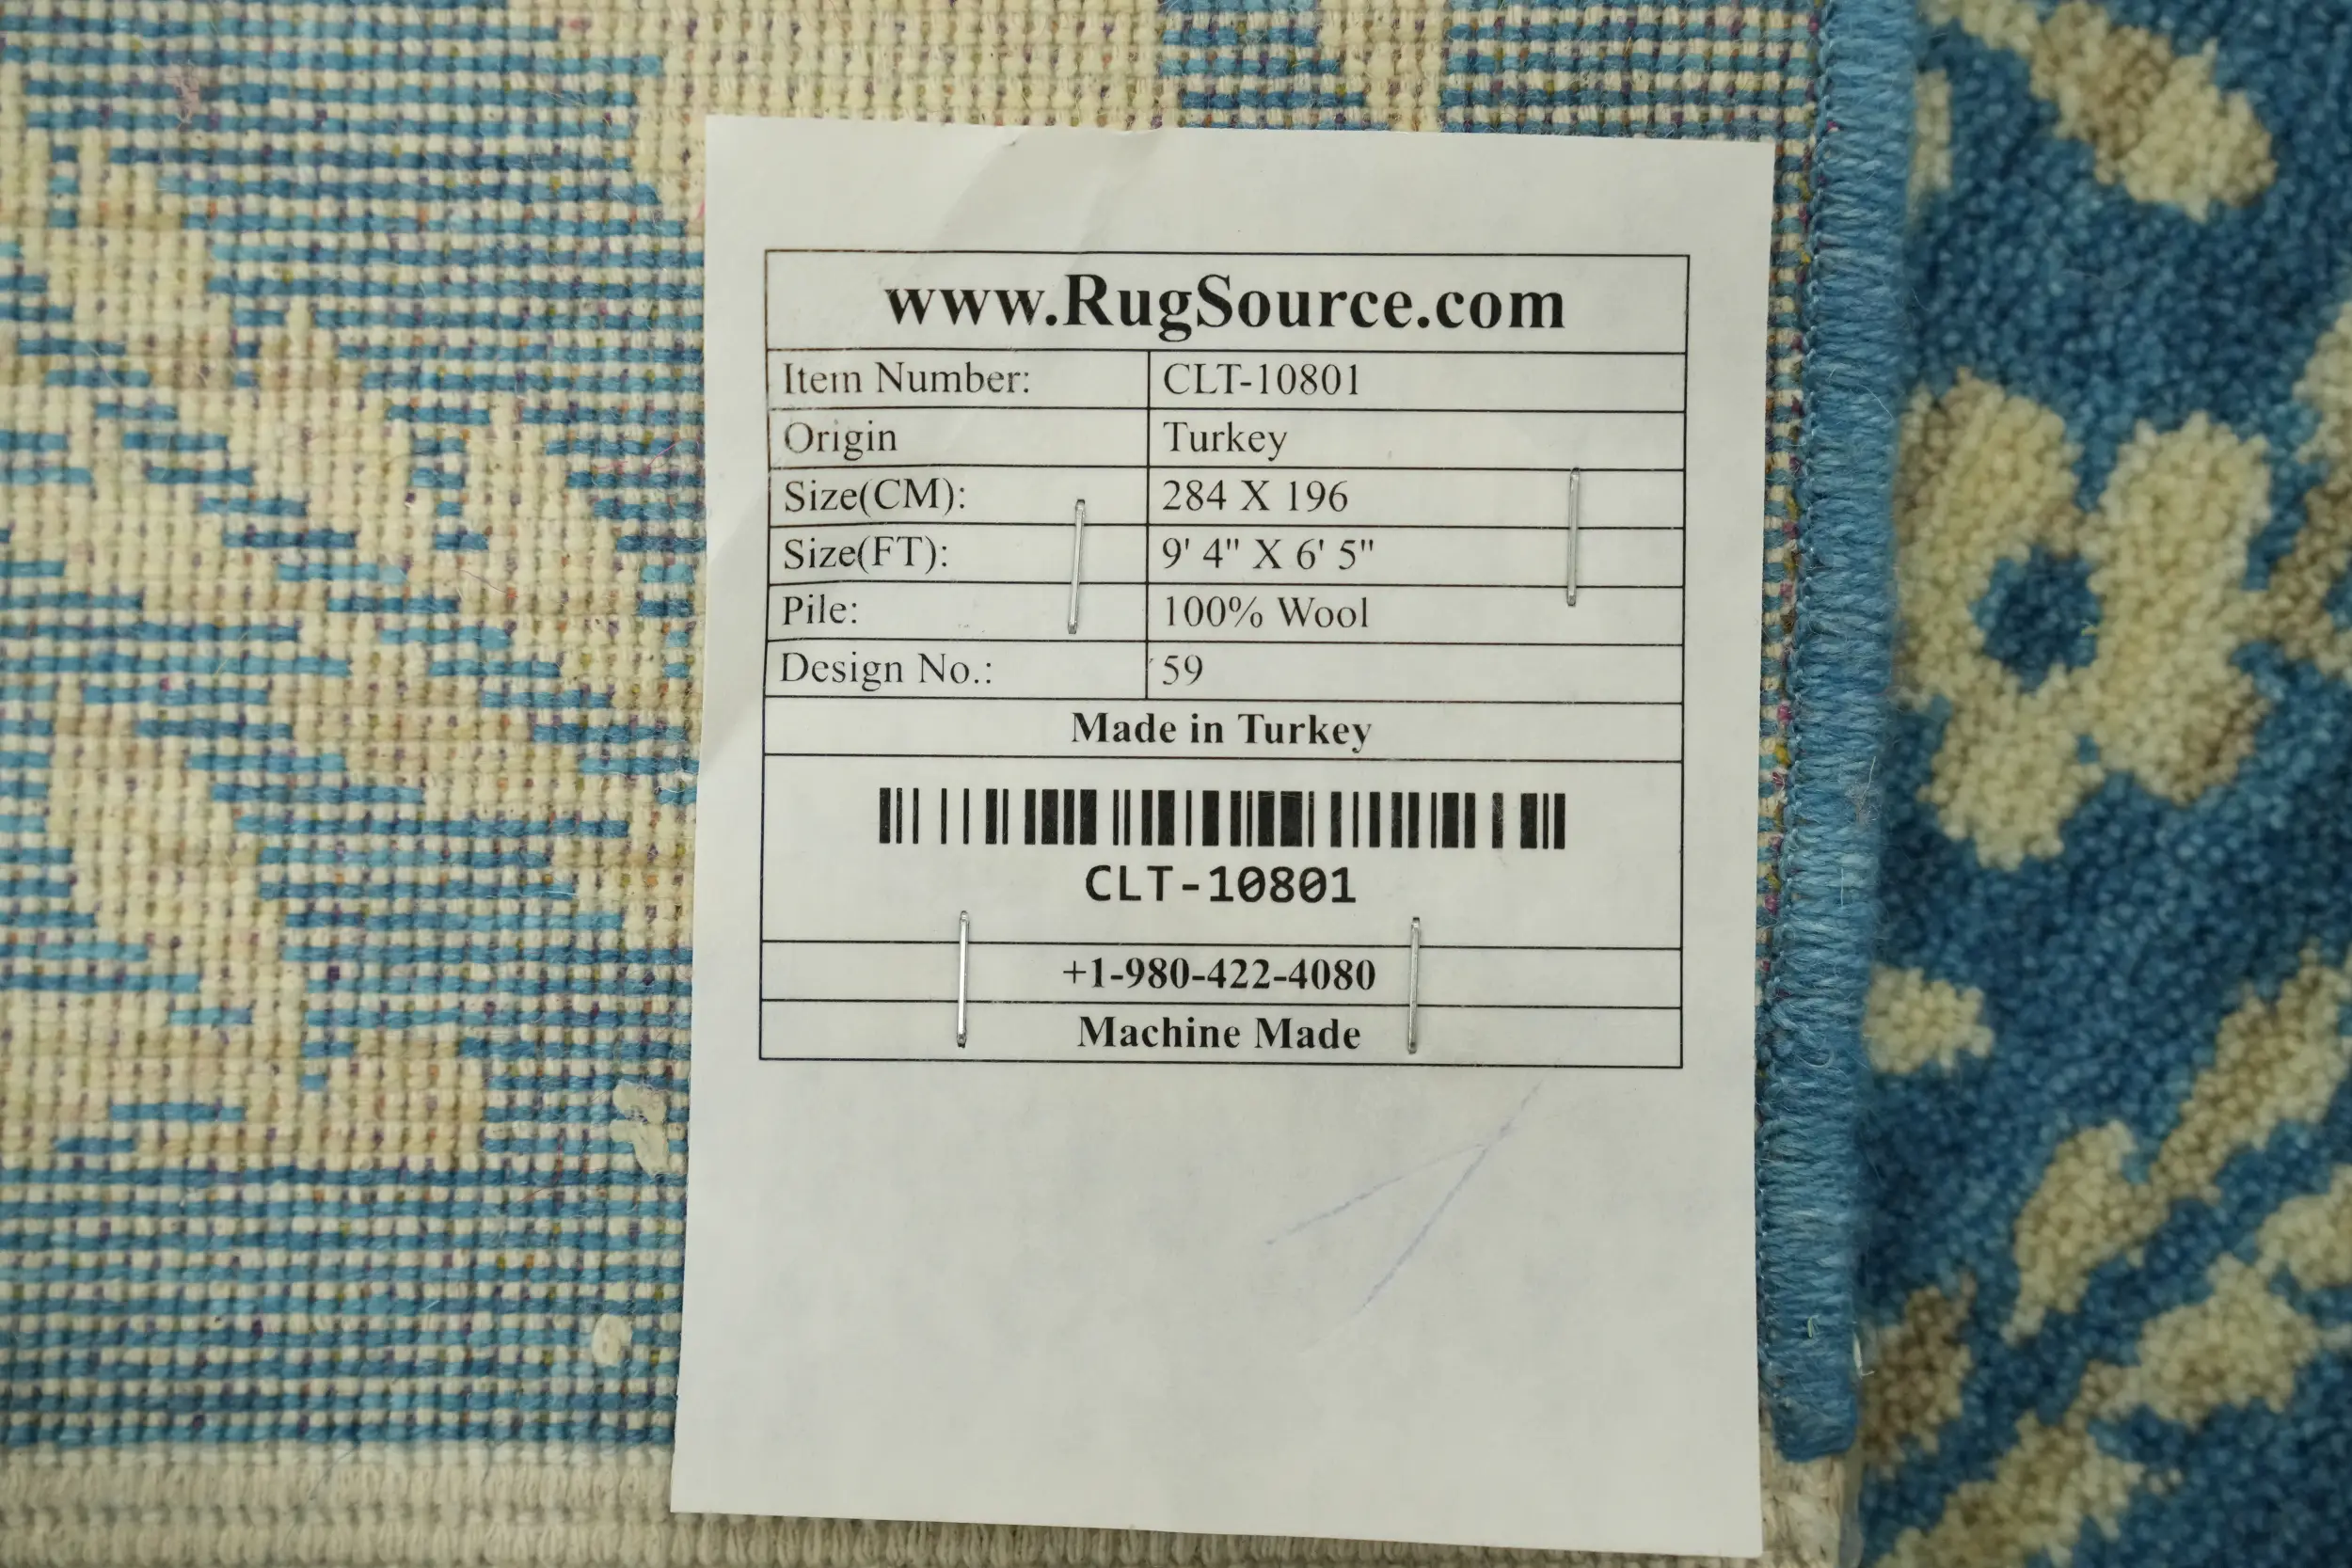 www.RugSource.com
Item Number: CLT-10801
Origin Turkey
Size(CM): 284 X 196
Size(FT): 9' 4" X 6' 5"
Pile: 100% Wool
Design No.: 59
Made in Turkey
CLT-10801
+1-980-422-4080
Machine Made